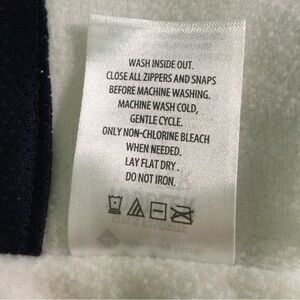 WASH INSIDE OUT.
CLOSE ALL ZIPPERS AND SNAPS
BEFORE MACHINE WASHING.
MACHINE WASH COLD,
GENTLE CYCLE.
ONLY NON-CHLORINE BLEACH
WHEN NEEDED.
LAY FLAT DRY.
DO NOT IRON.